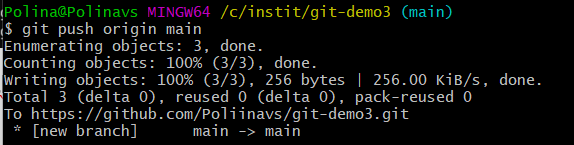 Polina@Polinavs MINGW64 /c/instit/git-demo3 (main)
$ git push origin main
Enumerating objects: 3, done.
Counting objects: 100% (3/3), done.
Writing objects: 100% (3/3), 256 bytes | 256.00 KiB/s, done.
Total 3 (delta 0), reused 0 (delta 0), pack-reused 0
To https://github.com/Poliinavs/git-demo3.git
 * [new branch]      main -> main